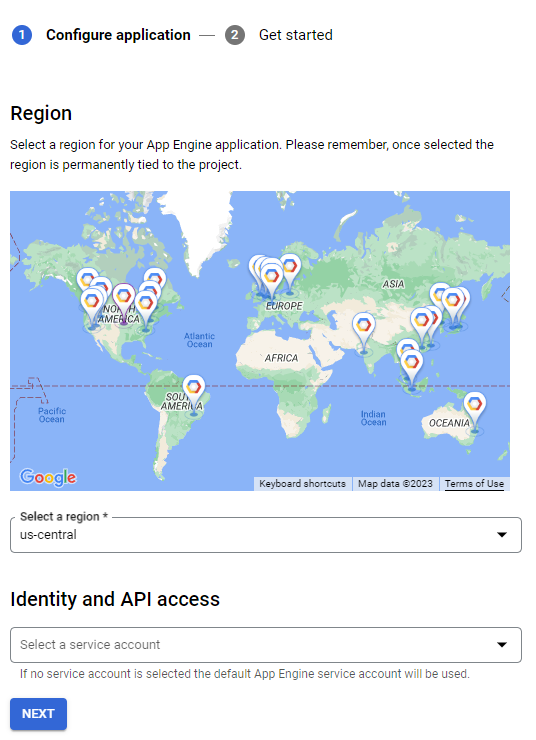 1 Configure application — 2 Get started
Region
Select a region for your App Engine application. Please remember, once selected the
region is permanently tied to the project.
ASIA
EUROPE
NORTH
AMERICA
Atlantic
Ocean
AFRICA
SOUTH
AMERICA
Pacific
Ocean
Indian
Ocean
OCEANIA
Google
Keyboard shortcuts Map data ©2023 Terms of Use
Select a region *
us-central
Identity and API access
Select a service account
If no service account is selected the default App Engine service account will be used.
NEXT